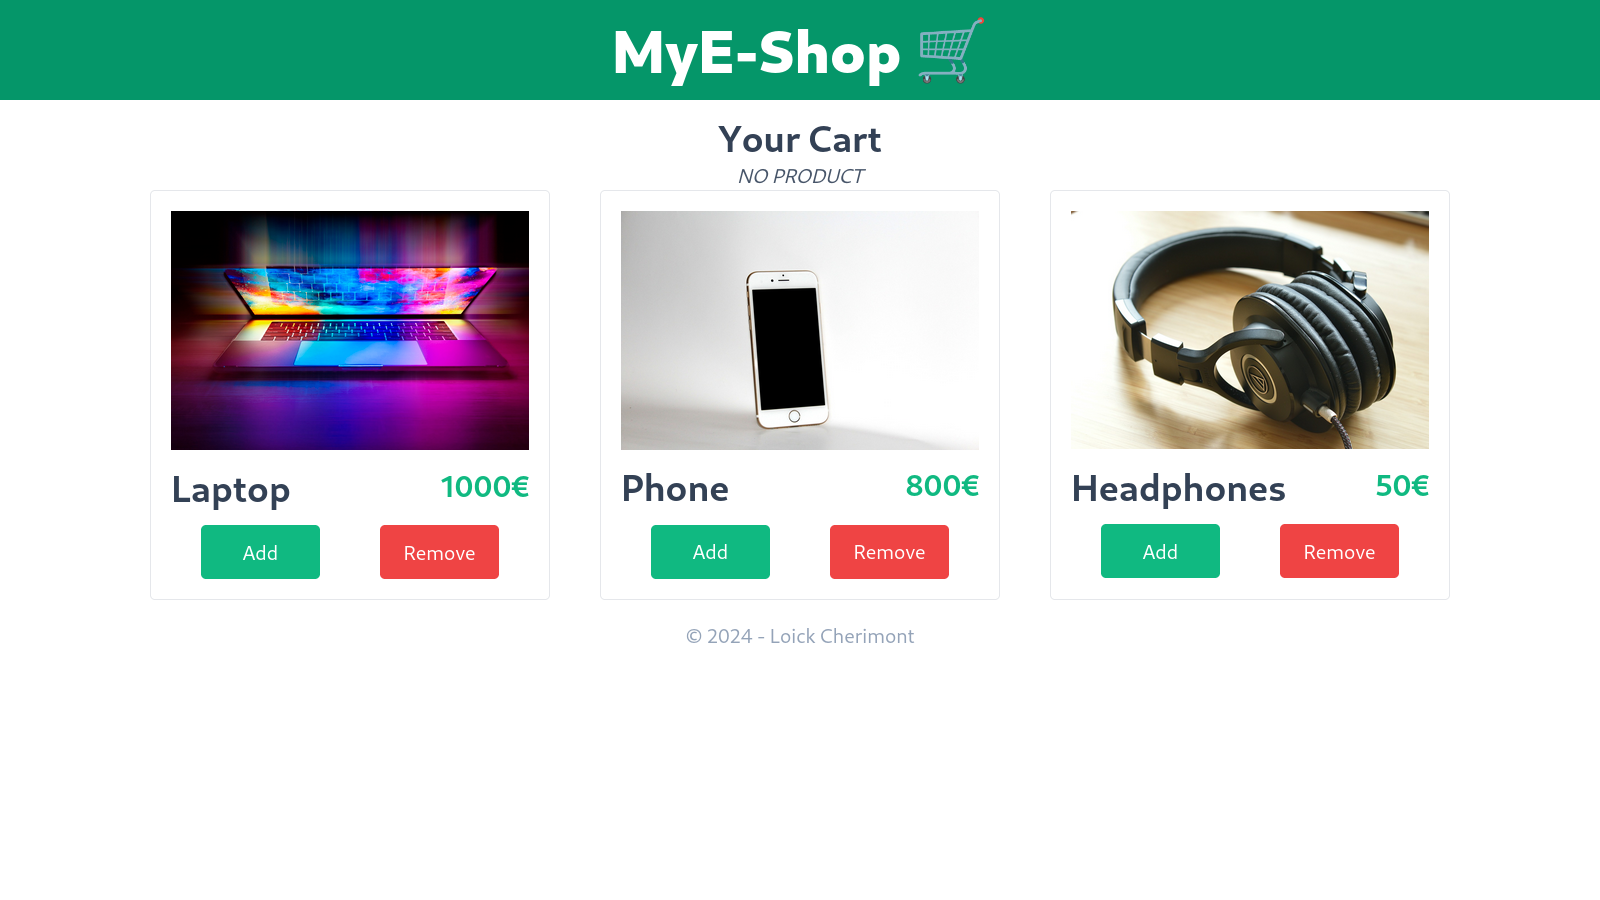 MyE-Shop 🛒
Your Cart
NO PRODUCT
Laptop 1000€
Add Remove
Phone 800€
Add Remove
Headphones 50€
Add Remove
© 2024 - Loick Cherimont